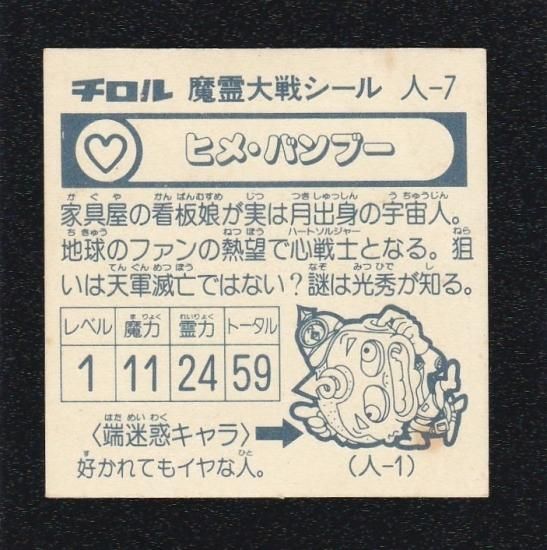 チロル 魔霊大戦シール 人-7
ヒメ・バンブー
家具屋の看板娘が実は月出身の宇宙人。
地球のファンの熱望で心戦士となる。狙
いは天軍滅亡ではない?謎は光秀が知る。
レベル 魔力 霊力 トータル
1 11 24 59
〈端迷惑キャラ〉
好かれてもイヤな人。
(人-1)